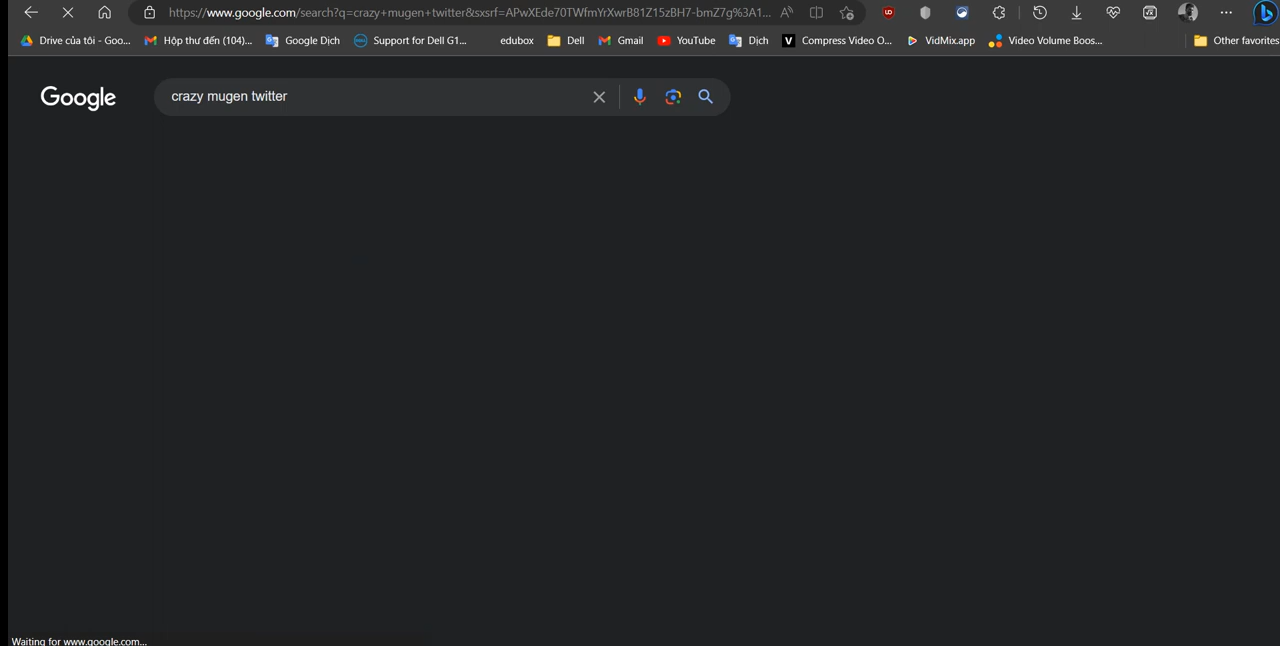 https://www.google.com/search?q=crazy+mugen+twitter&sxsrf=APwXEde70TWfmYrXwrB81Z15zBH7-bmZ7g%3A1...
Drive của tôi - Goo... Hộp thư đến (104)... Google Dịch Support for Dell G1... edubox Dell Gmail YouTube Dịch V Compress Video O... VidMix.app Video Volume Boos... Other favorites
Google crazy mugen twitter
Waiting for www.google.com...